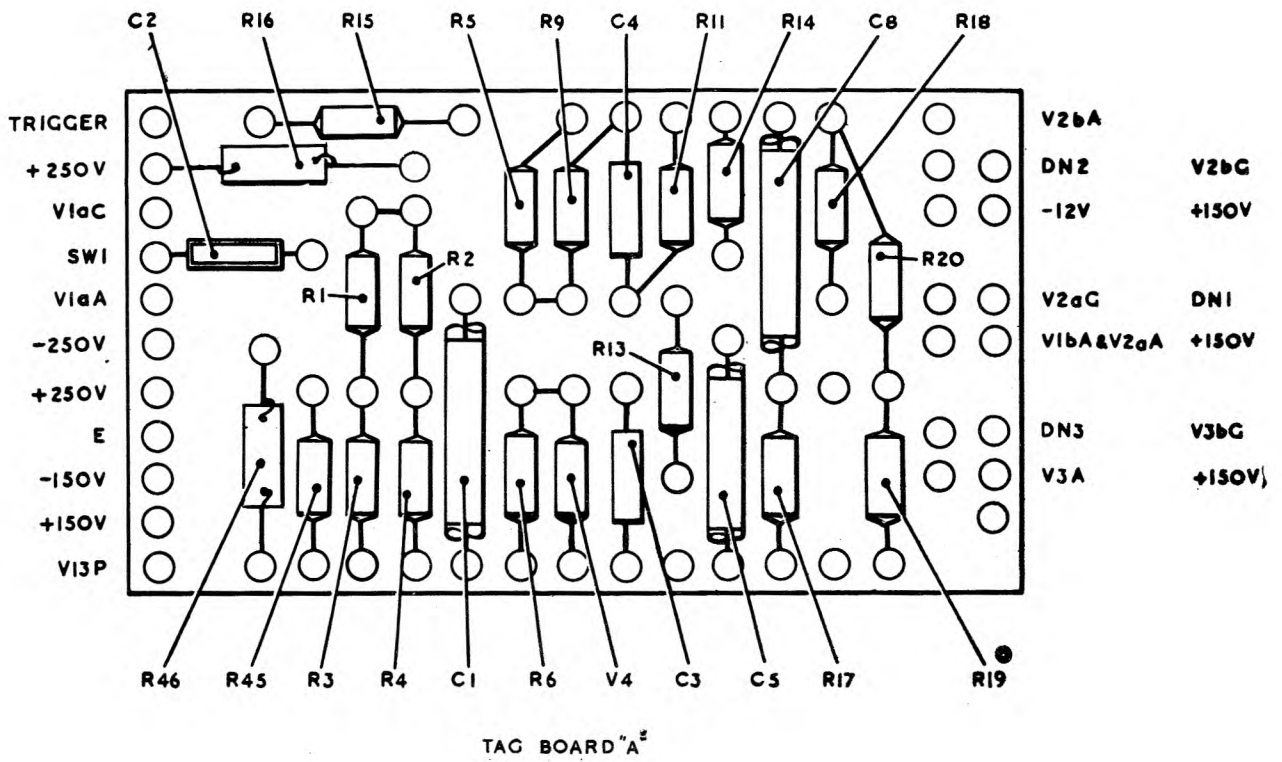 C2 R16 R15 R5 R9 C4 R11 R14 C8 R18
TRIGGER V2bA
+250V DN2 V2bG
V1aC -12V +150V
SW1
R1 R2 R20
V1aA V2aG DN1
-250V V1bA&V2aA +150V
R13
+250V
E DN3 V3bG
-150V V3A +150V
+150V
V13P
R46 R45 R3 R4 C1 R6 V4 C3 C5 R17 R19
TAG BOARD "A"